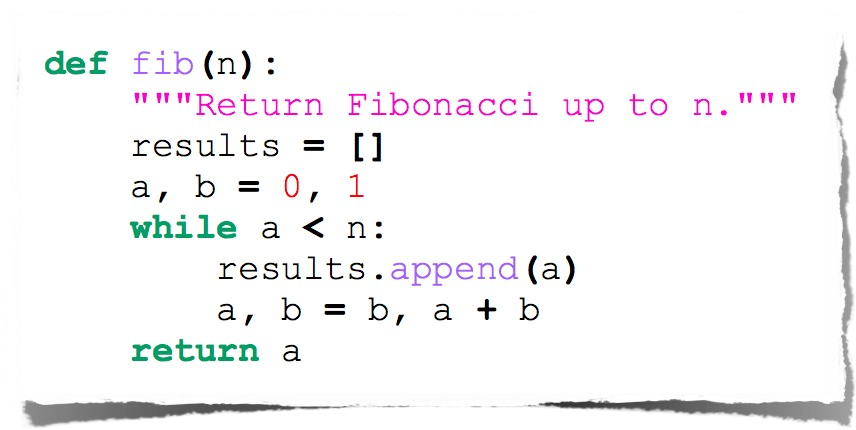 def fib(n):
    """Return Fibonacci up to n."""
    results = []
    a, b = 0, 1
    while a < n:
        results.append(a)
        a, b = b, a + b
    return a